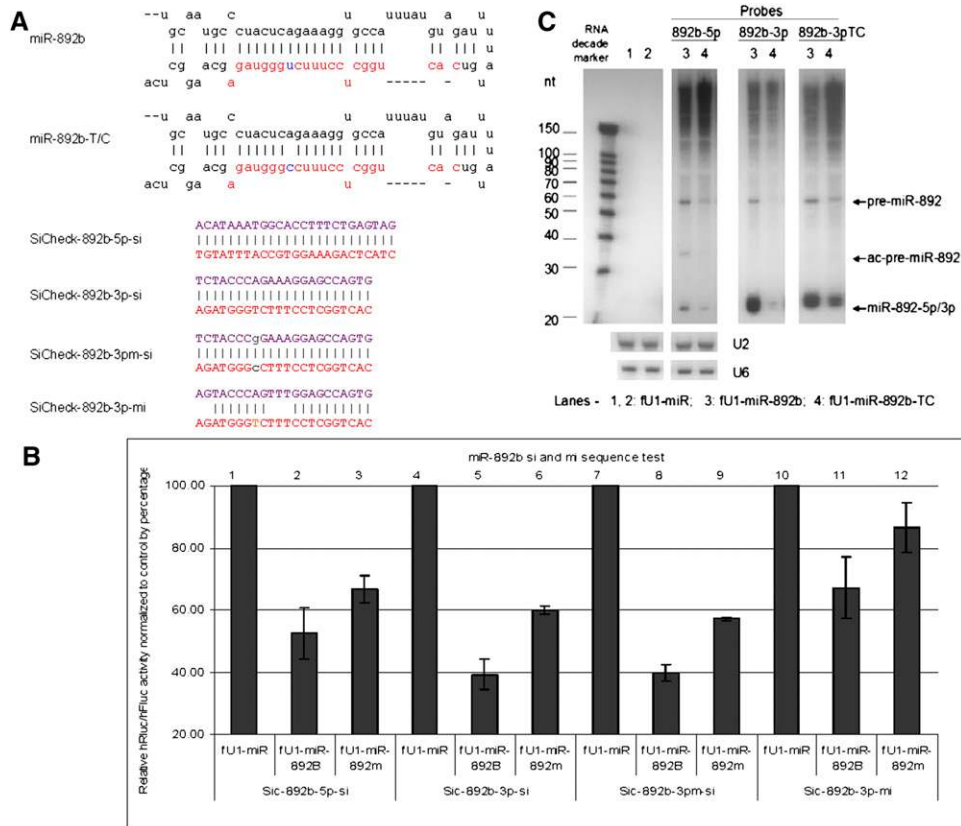 A
--u aac c u uuuau a u
miR-892b
gc ugc cuacucagaaagg gcca gu gau u
cg acg gaugggucuuucc cggu ca cug a
acu ga a u ----- - u
--u aac c u uuuau a u
miR-892b-T/C
gc ugc cuacucagaaagg gcca gu gau u
cg acg gaugggccuuucc cggu ca cug a
acu ga a u ----- - u
SiCheck-892b-5p-si
ACATAAATGGCACCTTTCTGAGTAG
TGTATTTACCGTGGAAAGACTCATC
SiCheck-892b-3p-si
TCTACCCAGAAAGGAGCCAGTG
AGATGGGTCTTTCCTCGGTCAC
SiCheck-892b-3pm-si
TCTACCCgGAAAGGAGCCAGTG
AGATGGGcCTTTCCTCGGTCAC
SiCheck-892b-3p-mi
AGTACCCAGTTTGGAGCCAGTG
AGATGGGTCTTTCCTCGGTCAC
C
Probes
RNA decade marker
892b-5p 892b-3p 892b-3pTC
1 2 3 4 3 4 3 4
nt
150
100
90
80
70
60
50
40
30
20
pre-miR-892
ac-pre-miR-892
miR-892-5p/3p
U2
U6
Lanes - 1, 2: fU1-miR; 3: fU1-miR-892b; 4: fU1-miR-892b-TC
B
miR-892b si and mi sequence test
1 2 3 4 5 6 7 8 9 10 11 12
Relative hRluc/hFluc activity normalized to control by percentage
100.00
80.00
60.00
40.00
20.00
fU1-miR fU1-miR-892B fU1-miR-892m fU1-miR fU1-miR-892B fU1-miR-892m fU1-miR fU1-miR-892B fU1-miR-892m fU1-miR fU1-miR-892B fU1-miR-892m
Sic-892b-5p-si Sic-892b-3p-si Sic-892b-3pm-si Sic-892b-3p-mi